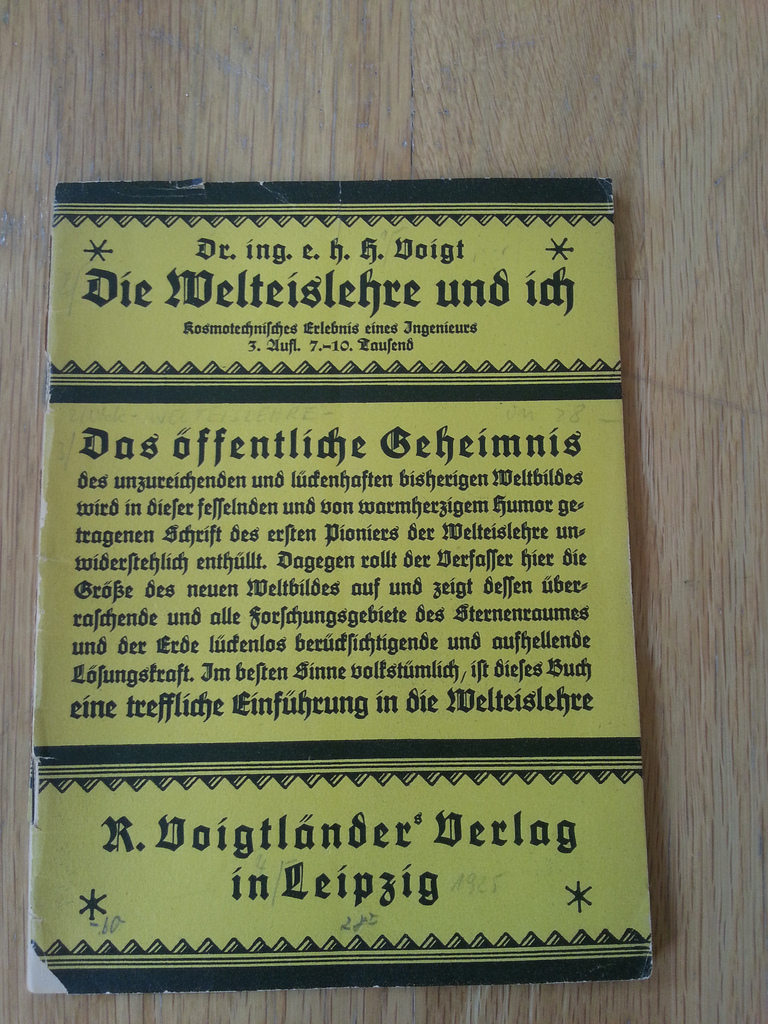 Dr. ing. e. h. H. Voigt
Die Welteislehre und ich
Kosmotechnisches Erlebnis eines Ingenieurs
3. Aufl. 7.-10. Tausend
WELTEISLEHRE -
Das öffentliche Geheimnis
des unzureichenden und lückenhaften bisherigen Weltbildes
wird in dieser fesselnden und von warmherzigem Humor ge-
tragenen Schrift des ersten Pioniers der Welteislehre un-
widerstehlich enthüllt. Dagegen rollt der Verfasser hier die
Größe des neuen Weltbildes auf und zeigt dessen über-
raschende und alle Forschungsgebiete des Sternenraumes
und der Erde lückenlos berücksichtigende und aufhellende
Lösungskraft. Im besten Sinne volkstümlich, ist dieses Buch
eine treffliche Einführung in die Welteislehre
R. Voigtländers Verlag
in Leipzig
1925